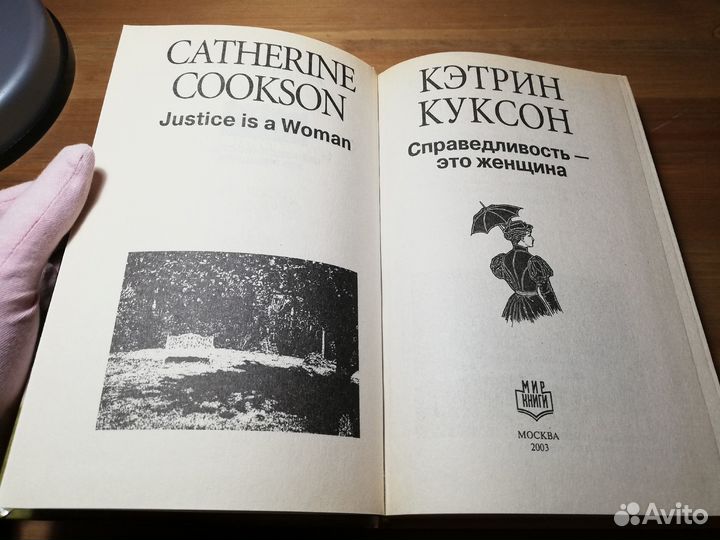 CATHERINE
COOKSON
Justice is a Woman
КЭТРИН
КУКСОН
Справедливость —
это женщина
МИР
КНИГИ
МОСКВА
2003
Avito